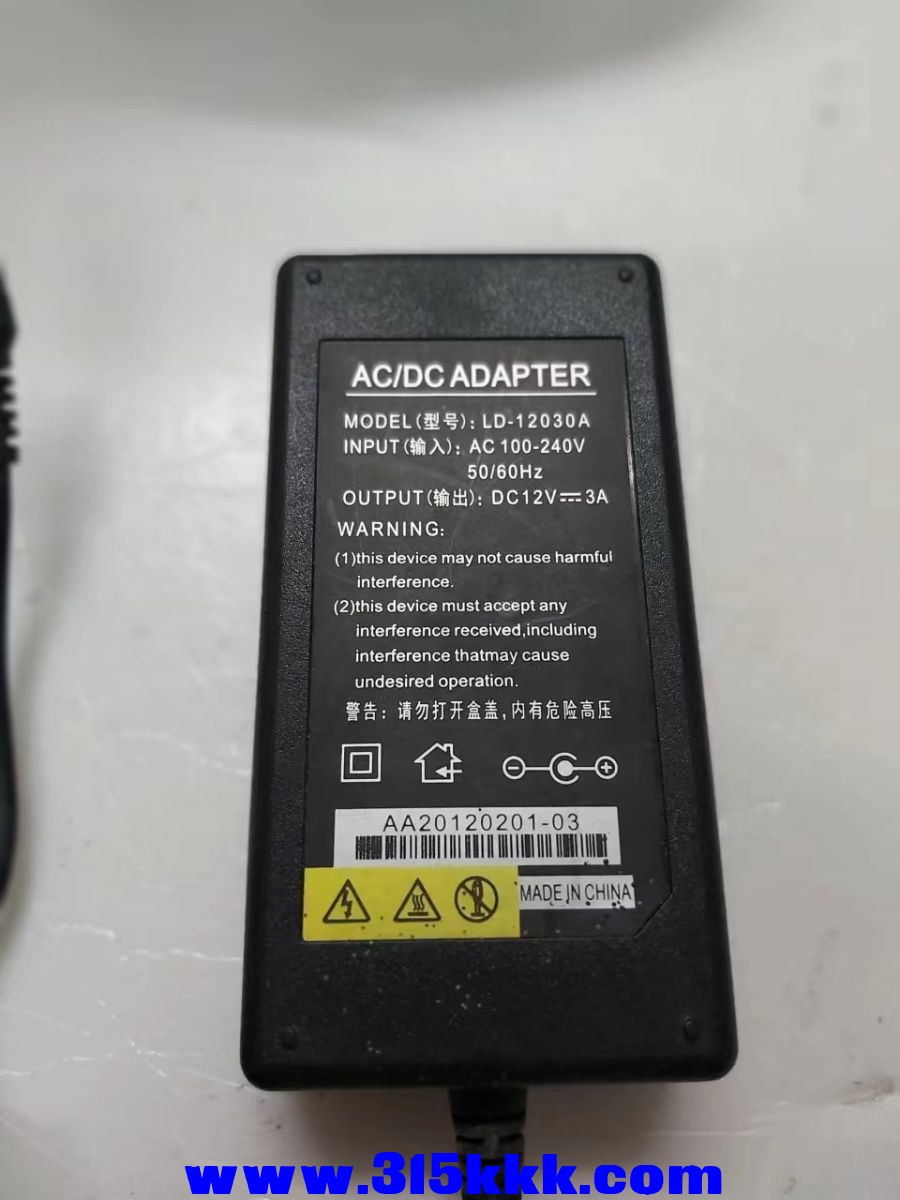 AC/DC ADAPTER
MODEL(型号): LD-12030A
INPUT(输入): AC 100-240V
50/60Hz
OUTPUT(输出): DC12V⎓3A
WARNING:
(1)this device may not cause harmful
interference.
(2)this device must accept any
interference received,including
interference thatmay cause
undesired operation.
警告: 请勿打开盒盖,内有危险高压
AA20120201-03
MADE IN CHINA
www.315kkk.com